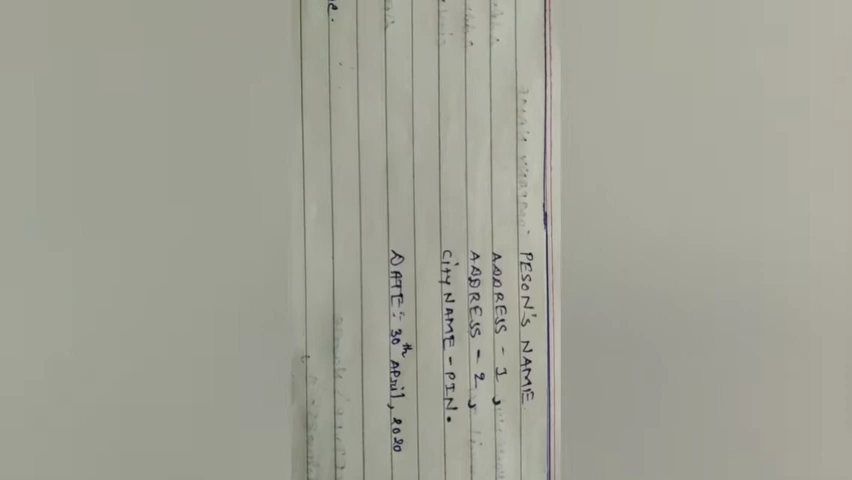 PESON'S NAME
ADDRESS - 1,
ADDRESS - 2,
CITY NAME - PIN.
DATE: 30th April, 2020